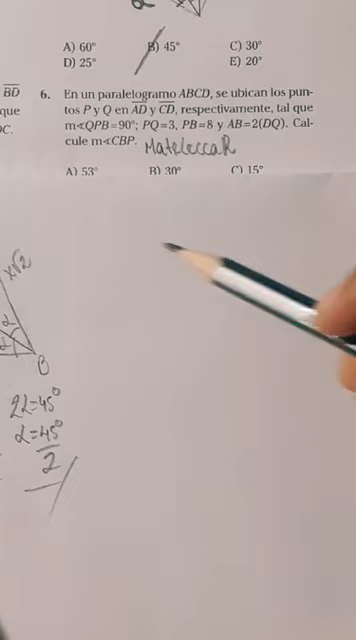 A) 60° B) 45° C) 30°
D) 25° E) 20°
BD
que
C.
6. En un paralelogramo ABCD, se ubican los pun-
tos P y Q en AD y CD, respectivamente, tal que
m∢QPB=90°; PQ=3, PB=8 y AB=2(DQ). Cal-
cule m∢CBP. MateleccaR
A) 53° B) 30° C) 15°
x√2
α
B
2α=45°
α=45°
2